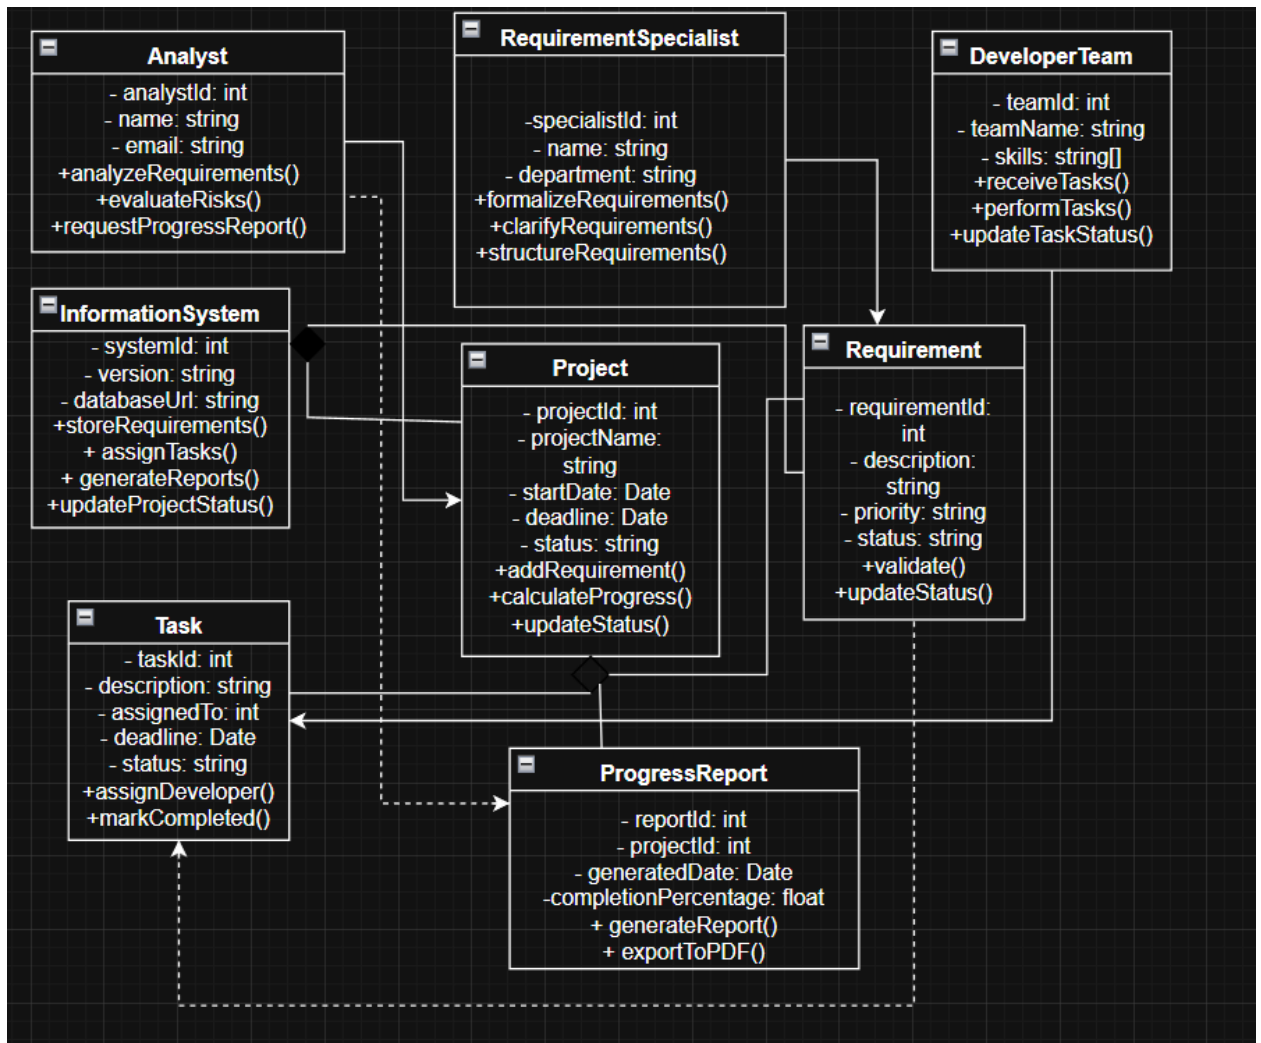 Analyst
- analystId: int
- name: string
- email: string
+analyzeRequirements()
+evaluateRisks()
+requestProgressReport()
RequirementSpecialist
-specialistId: int
- name: string
- department: string
+formalizeRequirements()
+clarifyRequirements()
+structureRequirements()
DeveloperTeam
- teamId: int
- teamName: string
- skills: string[]
+receiveTasks()
+performTasks()
+updateTaskStatus()
InformationSystem
- systemId: int
- version: string
- databaseUrl: string
+storeRequirements()
+ assignTasks()
+ generateReports()
+updateProjectStatus()
Project
- projectId: int
- projectName:
string
- startDate: Date
- deadline: Date
- status: string
+addRequirement()
+calculateProgress()
+updateStatus()
Requirement
- requirementId:
int
- description:
string
- priority: string
- status: string
+validate()
+updateStatus()
Task
- taskId: int
- description: string
- assignedTo: int
- deadline: Date
- status: string
+assignDeveloper()
+markCompleted()
ProgressReport
- reportId: int
- projectId: int
- generatedDate: Date
-completionPercentage: float
+ generateReport()
+ exportToPDF()